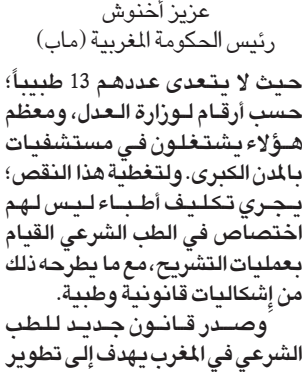 عزيز أخنوش
رئيس الحكومة المغربية (ماب)
حيث لا يتعدى عددهم 13 طبيباً؛
حسب أرقام لوزارة العدل، ومعظم
هؤلاء يشتغلون في مستشفيات
بالمدن الكبرى. ولتغطية هذا النقص؛
يجري تكليف أطباء ليس لهم
اختصاص في الطب الشرعي القيام
بعمليات التشريح، مع ما يطرحه ذلك
من إشكاليات قانونية وطبية.
وصدر قانون جديد للطب
الشرعي في المغرب يهدف إلى تطوير